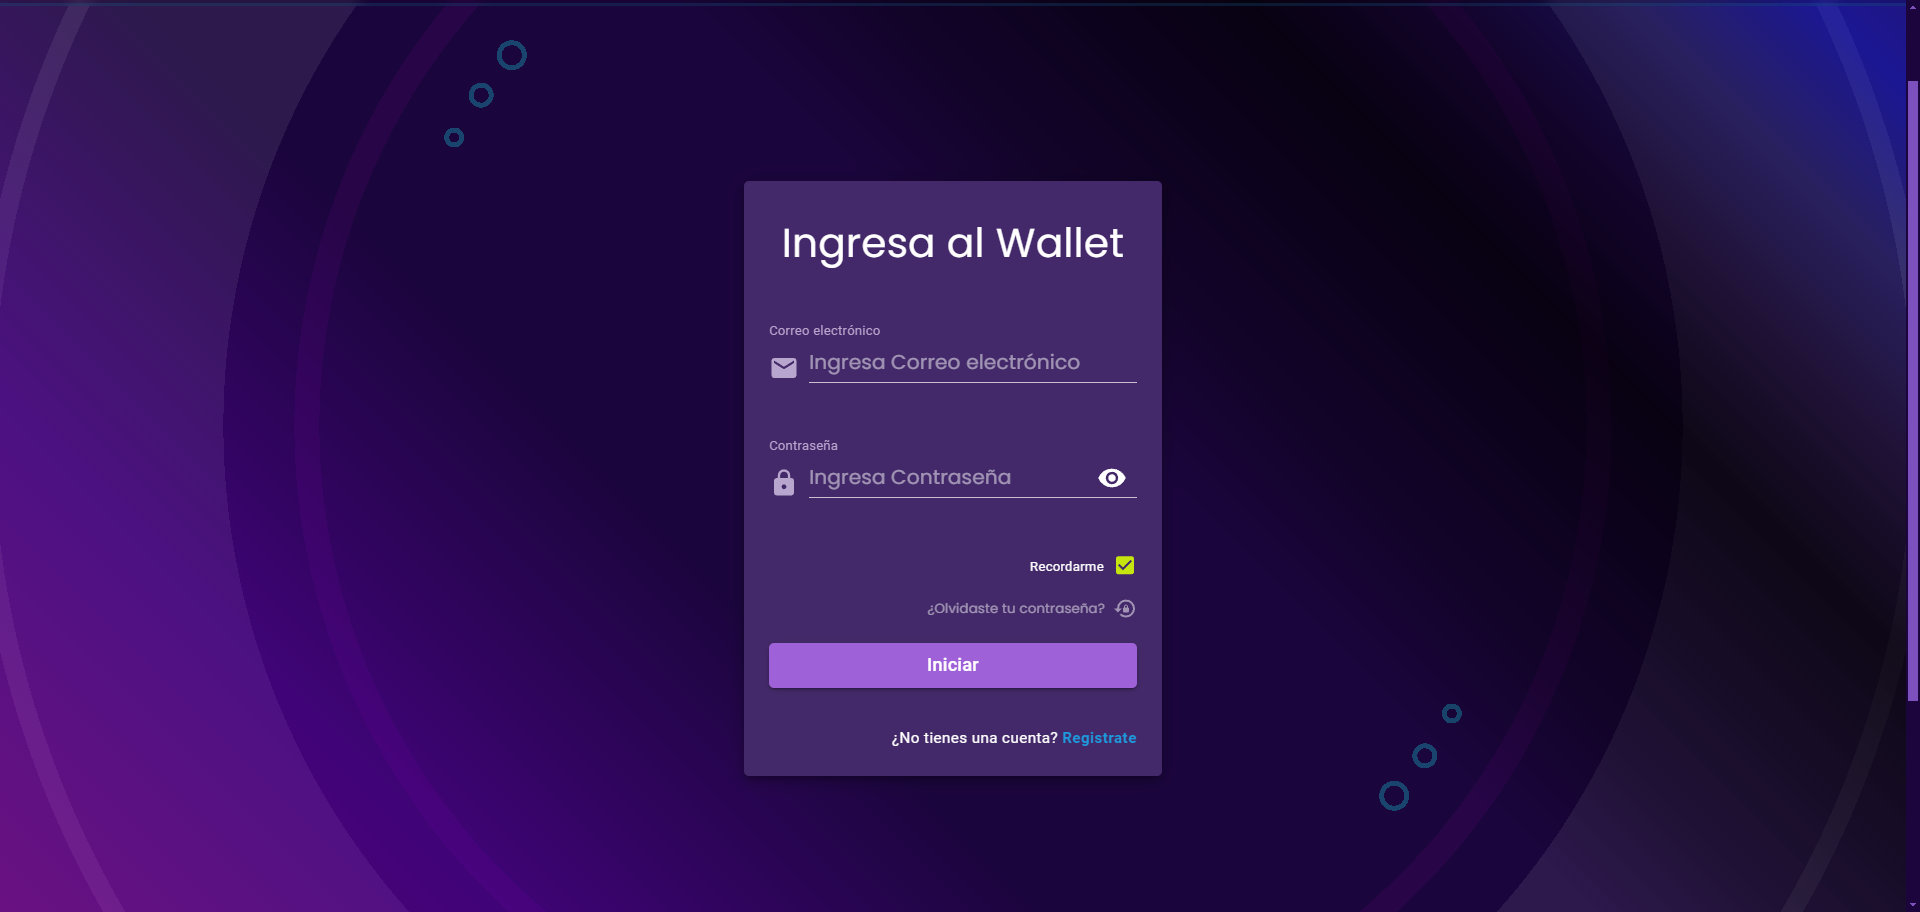 Ingresa al Wallet
Correo electrónico
Ingresa Correo electrónico
Contraseña
Ingresa Contraseña
Recordarme
¿Olvidaste tu contraseña?
Iniciar
¿No tienes una cuenta? Registrate